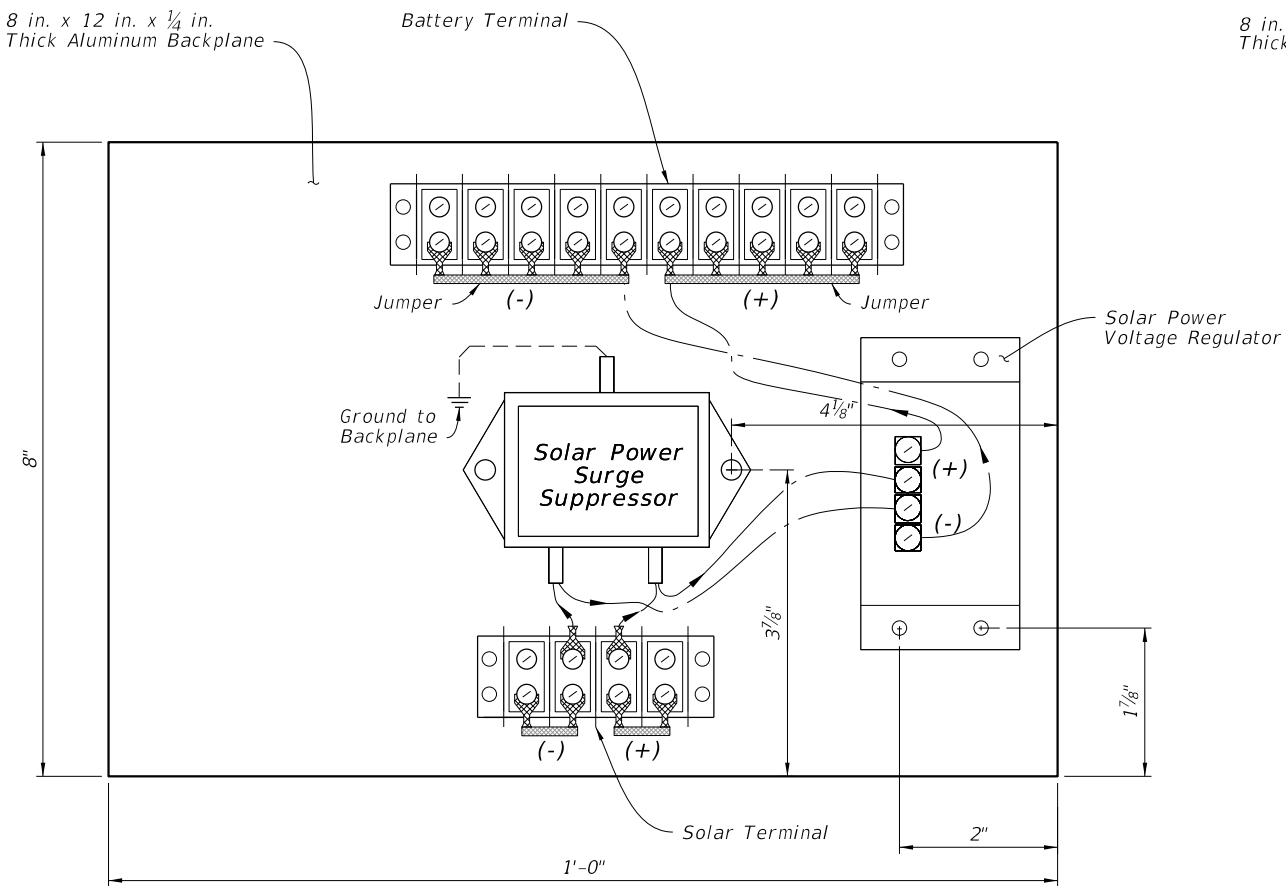 8 in. x 12 in. x ¼ in.
Thick Aluminum Backplane
Battery Terminal
8 in.
Thick
Jumper
(-)
(+)
Jumper
Solar Power
Voltage Regulator
4⅛"
Ground to
Backplane
8"
Solar Power
Surge
Suppressor
(+)
(-)
3⅞"
1⅞"
(-)
(+)
Solar Terminal
2"
1'-0"